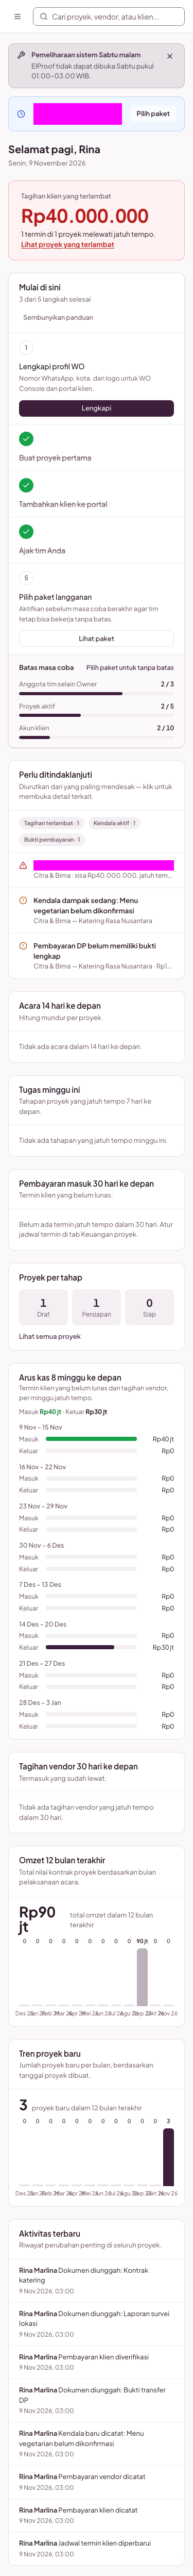 Cari proyek, vendor, atau klien...
Pemeliharaan sistem Sabtu malam
ElProof tidak dapat dibuka Sabtu pukul
01.00–03.00 WIB.
Pilih paket
Selamat pagi, Rina
Senin, 9 November 2026
Tagihan klien yang terlambat
Rp40.000.000
1 termin di 1 proyek melewati jatuh tempo.
Lihat proyek yang terlambat
Mulai di sini
3 dari 5 langkah selesai
Sembunyikan panduan
1
Lengkapi profil WO
Nomor WhatsApp, kota, dan logo untuk WO
Console dan portal klien.
Lengkapi
Buat proyek pertama
Tambahkan klien ke portal
Ajak tim Anda
5
Pilih paket langganan
Aktifkan sebelum masa coba berakhir agar tim
tetap bisa bekerja tanpa batas.
Lihat paket
Batas masa coba
Pilih paket untuk tanpa batas
Anggota tim selain Owner 2 / 3
Proyek aktif 2 / 5
Akun klien 2 / 10
Perlu ditindaklanjuti
Diurutkan dari yang paling mendesak — klik untuk
membuka detail terkait.
Tagihan terlambat · 1
Kendala aktif · 1
Bukti pembayaran · 1
Citra & Bima · sisa Rp40.000.000, jatuh tem...
Kendala dampak sedang: Menu
vegetarian belum dikonfirmasi
Citra & Bima — Katering Rasa Nusantara
Pembayaran DP belum memiliki bukti
lengkap
Citra & Bima — Katering Rasa Nusantara · Rp1...
Acara 14 hari ke depan
Hitung mundur per proyek.
Tidak ada acara dalam 14 hari ke depan.
Tugas minggu ini
Tahapan proyek yang jatuh tempo 7 hari ke
depan.
Tidak ada tahapan yang jatuh tempo minggu ini.
Pembayaran masuk 30 hari ke depan
Termin klien yang belum lunas.
Belum ada termin jatuh tempo dalam 30 hari. Atur
jadwal termin di tab Keuangan proyek.
Proyek per tahap
1
Draf
1
Persiapan
0
Siap
Lihat semua proyek
Arus kas 8 minggu ke depan
Termin klien yang belum lunas dan tagihan vendor,
per minggu jatuh tempo.
Masuk Rp40 jt · Keluar Rp30 jt
9 Nov – 15 Nov
Masuk Rp40 jt
Keluar Rp0
16 Nov – 22 Nov
Masuk Rp0
Keluar Rp0
23 Nov – 29 Nov
Masuk Rp0
Keluar Rp0
30 Nov – 6 Des
Masuk Rp0
Keluar Rp0
7 Des – 13 Des
Masuk Rp0
Keluar Rp0
14 Des – 20 Des
Masuk Rp0
Keluar Rp30 jt
21 Des – 27 Des
Masuk Rp0
Keluar Rp0
28 Des – 3 Jan
Masuk Rp0
Keluar Rp0
Tagihan vendor 30 hari ke depan
Termasuk yang sudah lewat.
Tidak ada tagihan vendor yang jatuh tempo
dalam 30 hari.
Omzet 12 bulan terakhir
Total nilai kontrak proyek berdasarkan bulan
pelaksanaan acara.
Rp90
jt
total omzet dalam 12 bulan
terakhir
0 0 0 0 0 0 0 0 0 90 jt 0 0
Tren proyek baru
Jumlah proyek baru per bulan, berdasarkan
tanggal proyek dibuat.
3 proyek baru dalam 12 bulan terakhir
0 0 0 0 0 0 0 0 0 0 0 3
Aktivitas terbaru
Riwayat perubahan penting di seluruh proyek.
Rina Marlina Dokumen diunggah: Kontrak
katering
9 Nov 2026, 03.00
Rina Marlina Dokumen diunggah: Laporan survei
lokasi
9 Nov 2026, 03.00
Rina Marlina Pembayaran klien diverifikasi
9 Nov 2026, 03.00
Rina Marlina Dokumen diunggah: Bukti transfer
DP
9 Nov 2026, 03.00
Rina Marlina Kendala baru dicatat: Menu
vegetarian belum dikonfirmasi
9 Nov 2026, 03.00
Rina Marlina Pembayaran vendor dicatat
9 Nov 2026, 03.00
Rina Marlina Pembayaran klien dicatat
9 Nov 2026, 03.00
Rina Marlina Jadwal termin klien diperbarui
9 Nov 2026, 03.00